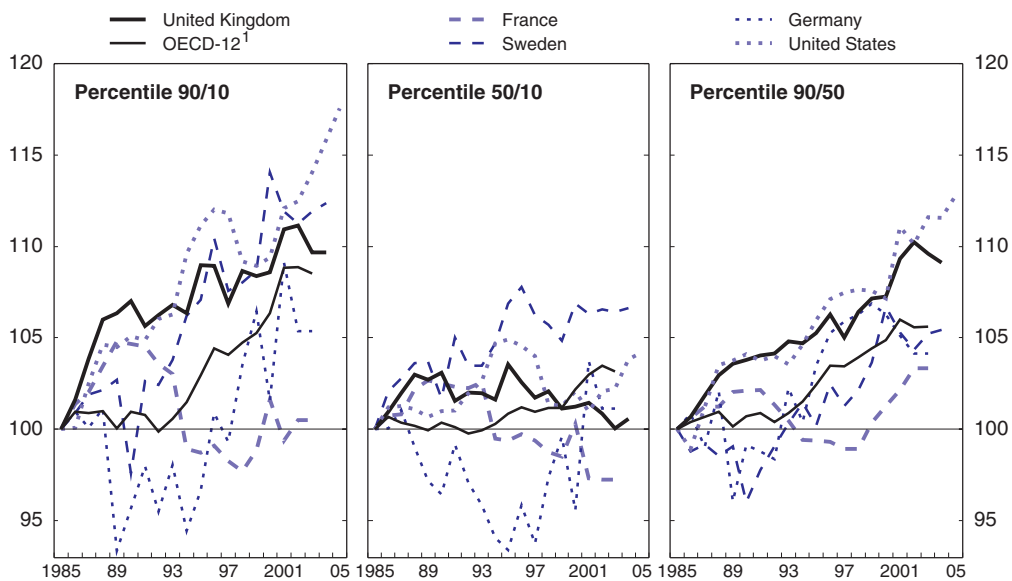 United Kingdom France Germany
OECD-12¹ Sweden United States
120 120
Percentile 90/10 Percentile 50/10 Percentile 90/50
115 115
110 110
105 105
100 100
95 95
1985 89 93 97 2001 05 1985 89 93 97 2001 05 1985 89 93 97 2001 05